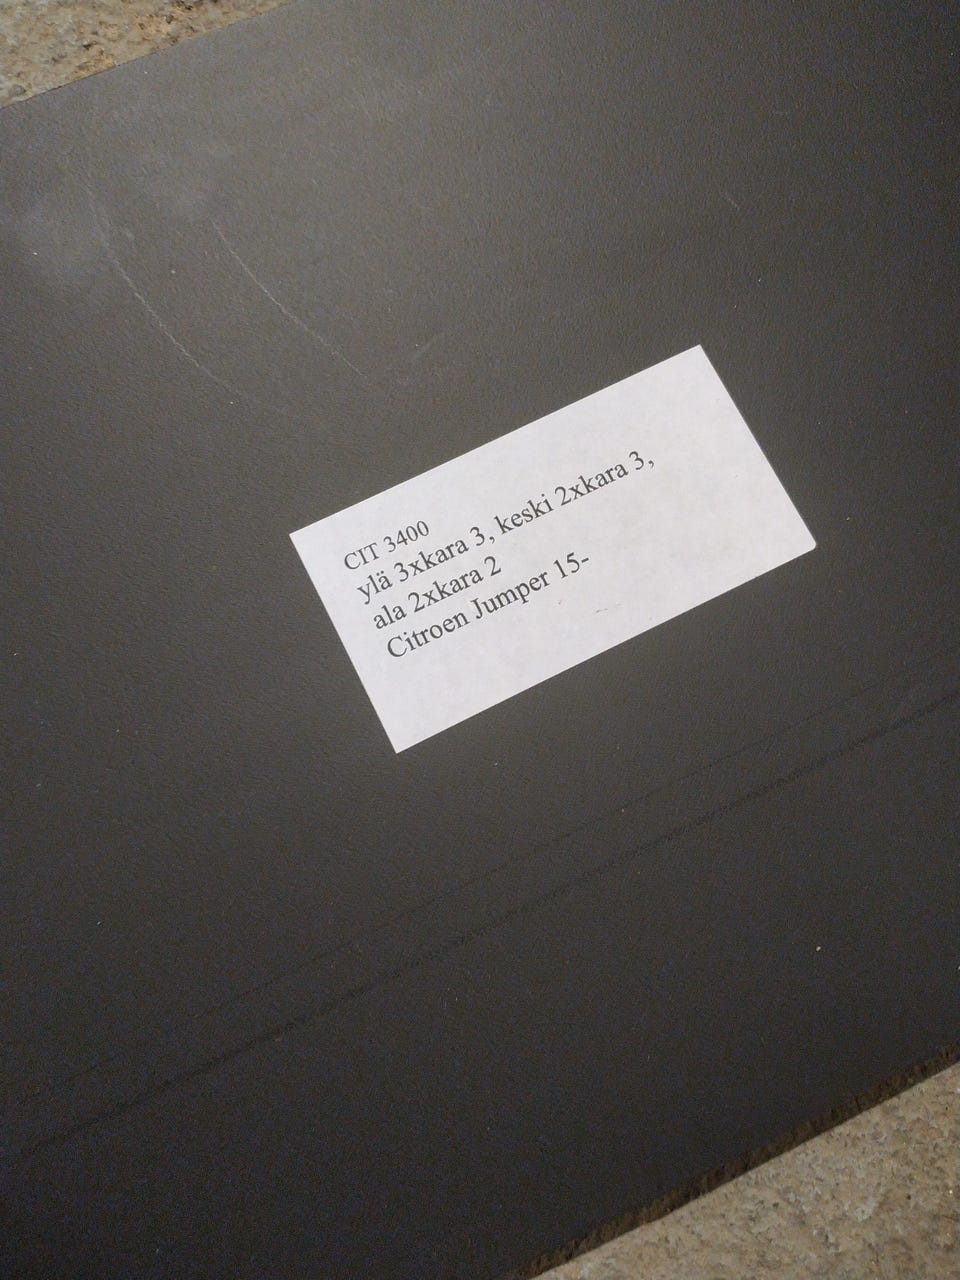 CIT 3400
ylä 3xkara 3, keski 2xkara 3,
ala 2xkara 2
Citroen Jumper 15-